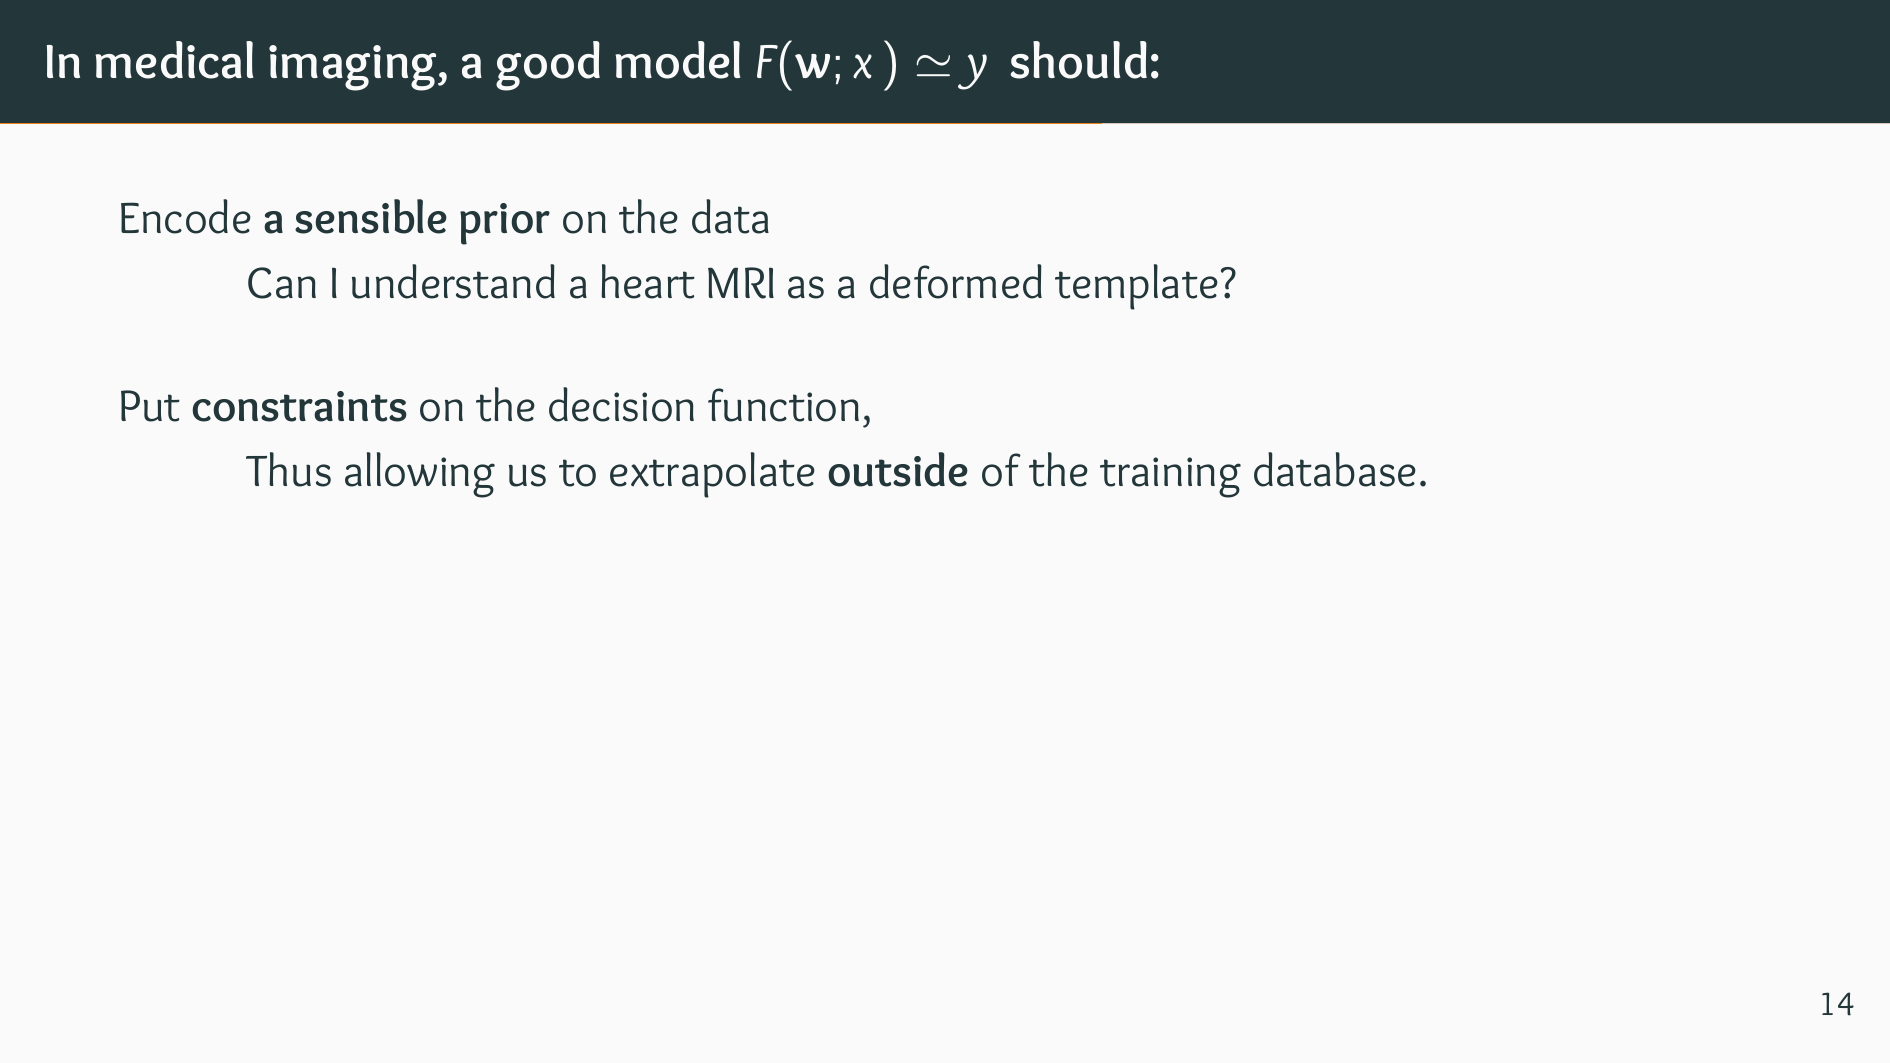 In medical imaging, a good model F(w; x ) ≃ y should:
Encode a sensible prior on the data
Can I understand a heart MRI as a deformed template?
Put constraints on the decision function,
Thus allowing us to extrapolate outside of the training database.
14